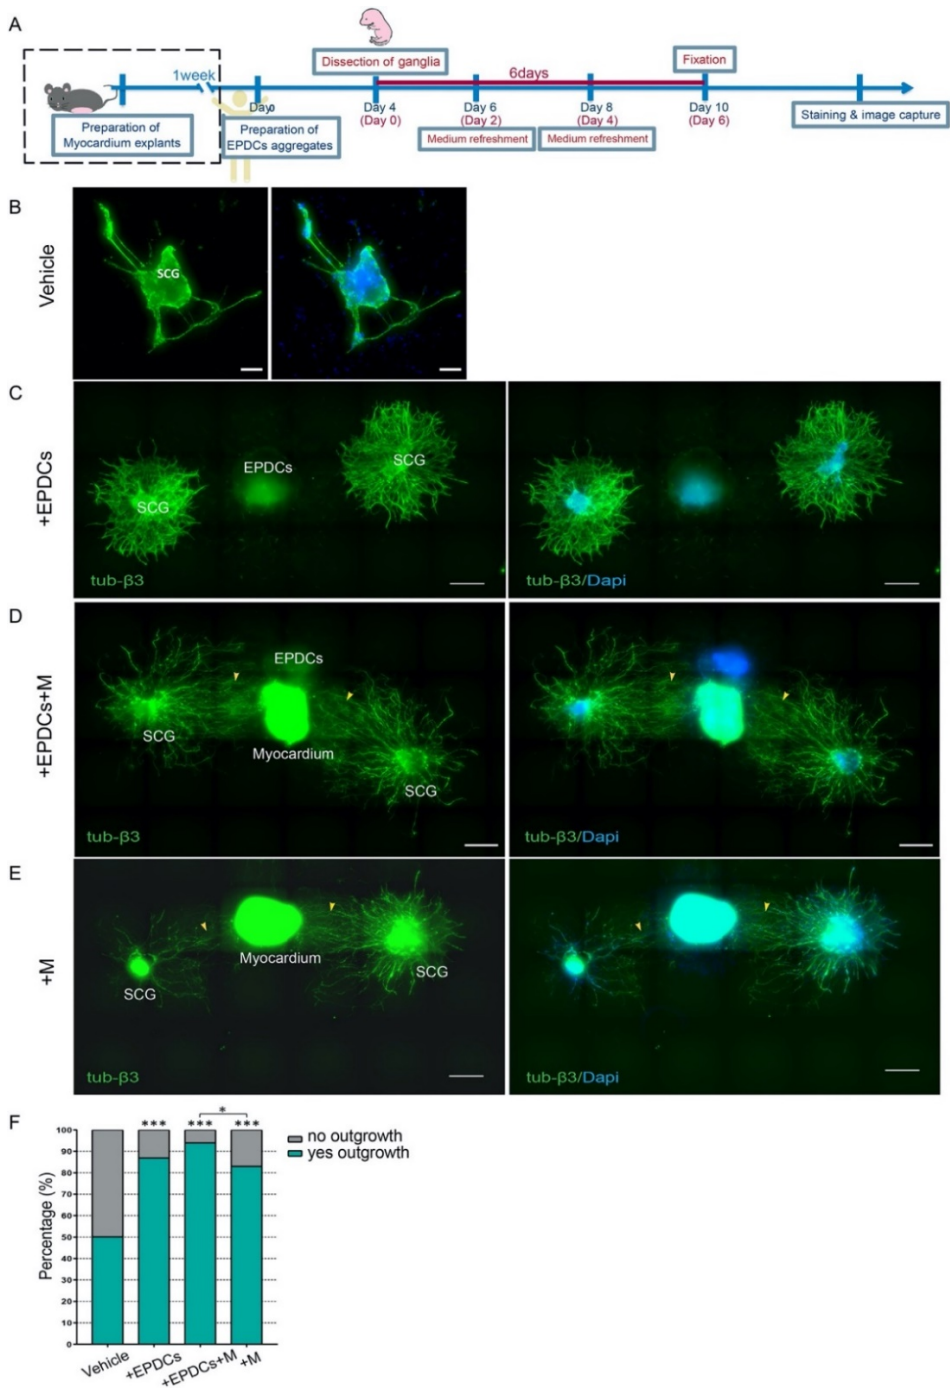 A
1week
Dissection of ganglia
6days
Fixation
Day 0
Day 4
(Day 0)
Day 6
(Day 2)
Day 8
(Day 4)
Day 10
(Day 6)
Preparation of
Myocardium explants
Preparation of
EPDCs aggregates
Medium refreshment
Medium refreshment
Staining & image capture
B
Vehicle
SCG
C
+EPDCs
SCG
EPDCs
SCG
tub-β3
tub-β3/Dapi
D
+EPDCs+M
EPDCs
SCG
Myocardium
SCG
tub-β3
tub-β3/Dapi
E
+M
Myocardium
SCG
SCG
tub-β3
tub-β3/Dapi
F
Percentage (%)
100
90
80
70
60
50
40
30
20
10
0
***
***
*
***
no outgrowth
yes outgrowth
Vehicle
+EPDCs
+EPDCs+M
+M